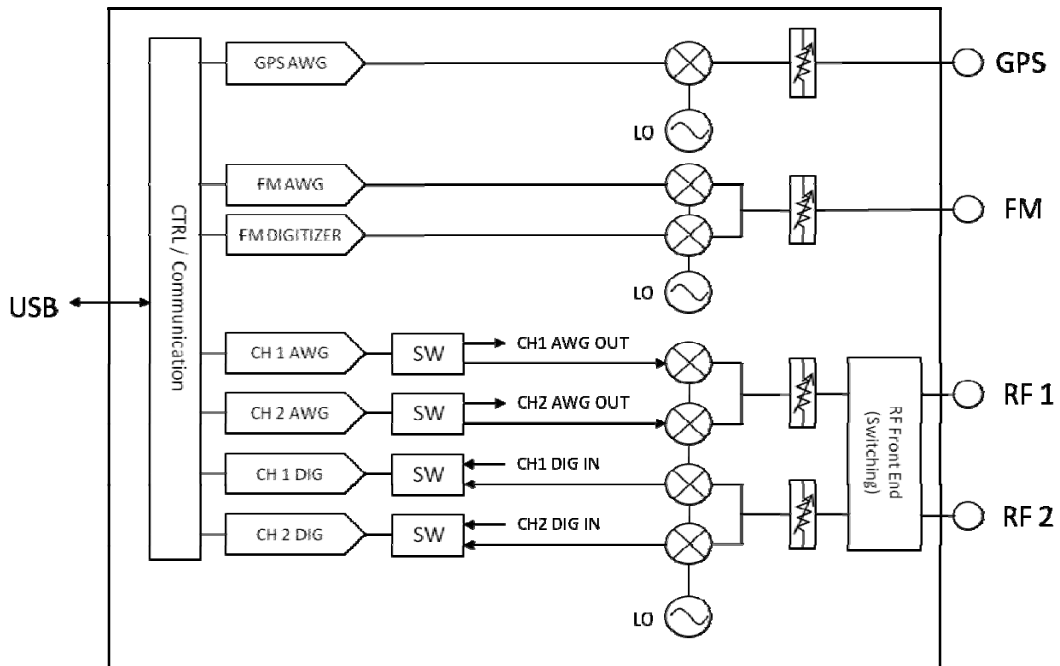 GPS AWG
LO
GPS
FM AWG
FM DIGITIZER
LO
FM
CTRL / Communication
USB
CH 1 AWG
SW
CH1 AWG OUT
CH 2 AWG
SW
CH2 AWG OUT
CH 1 DIG
SW
CH1 DIG IN
CH 2 DIG
SW
CH2 DIG IN
LO
RF Front End
(Switching)
RF 1
RF 2